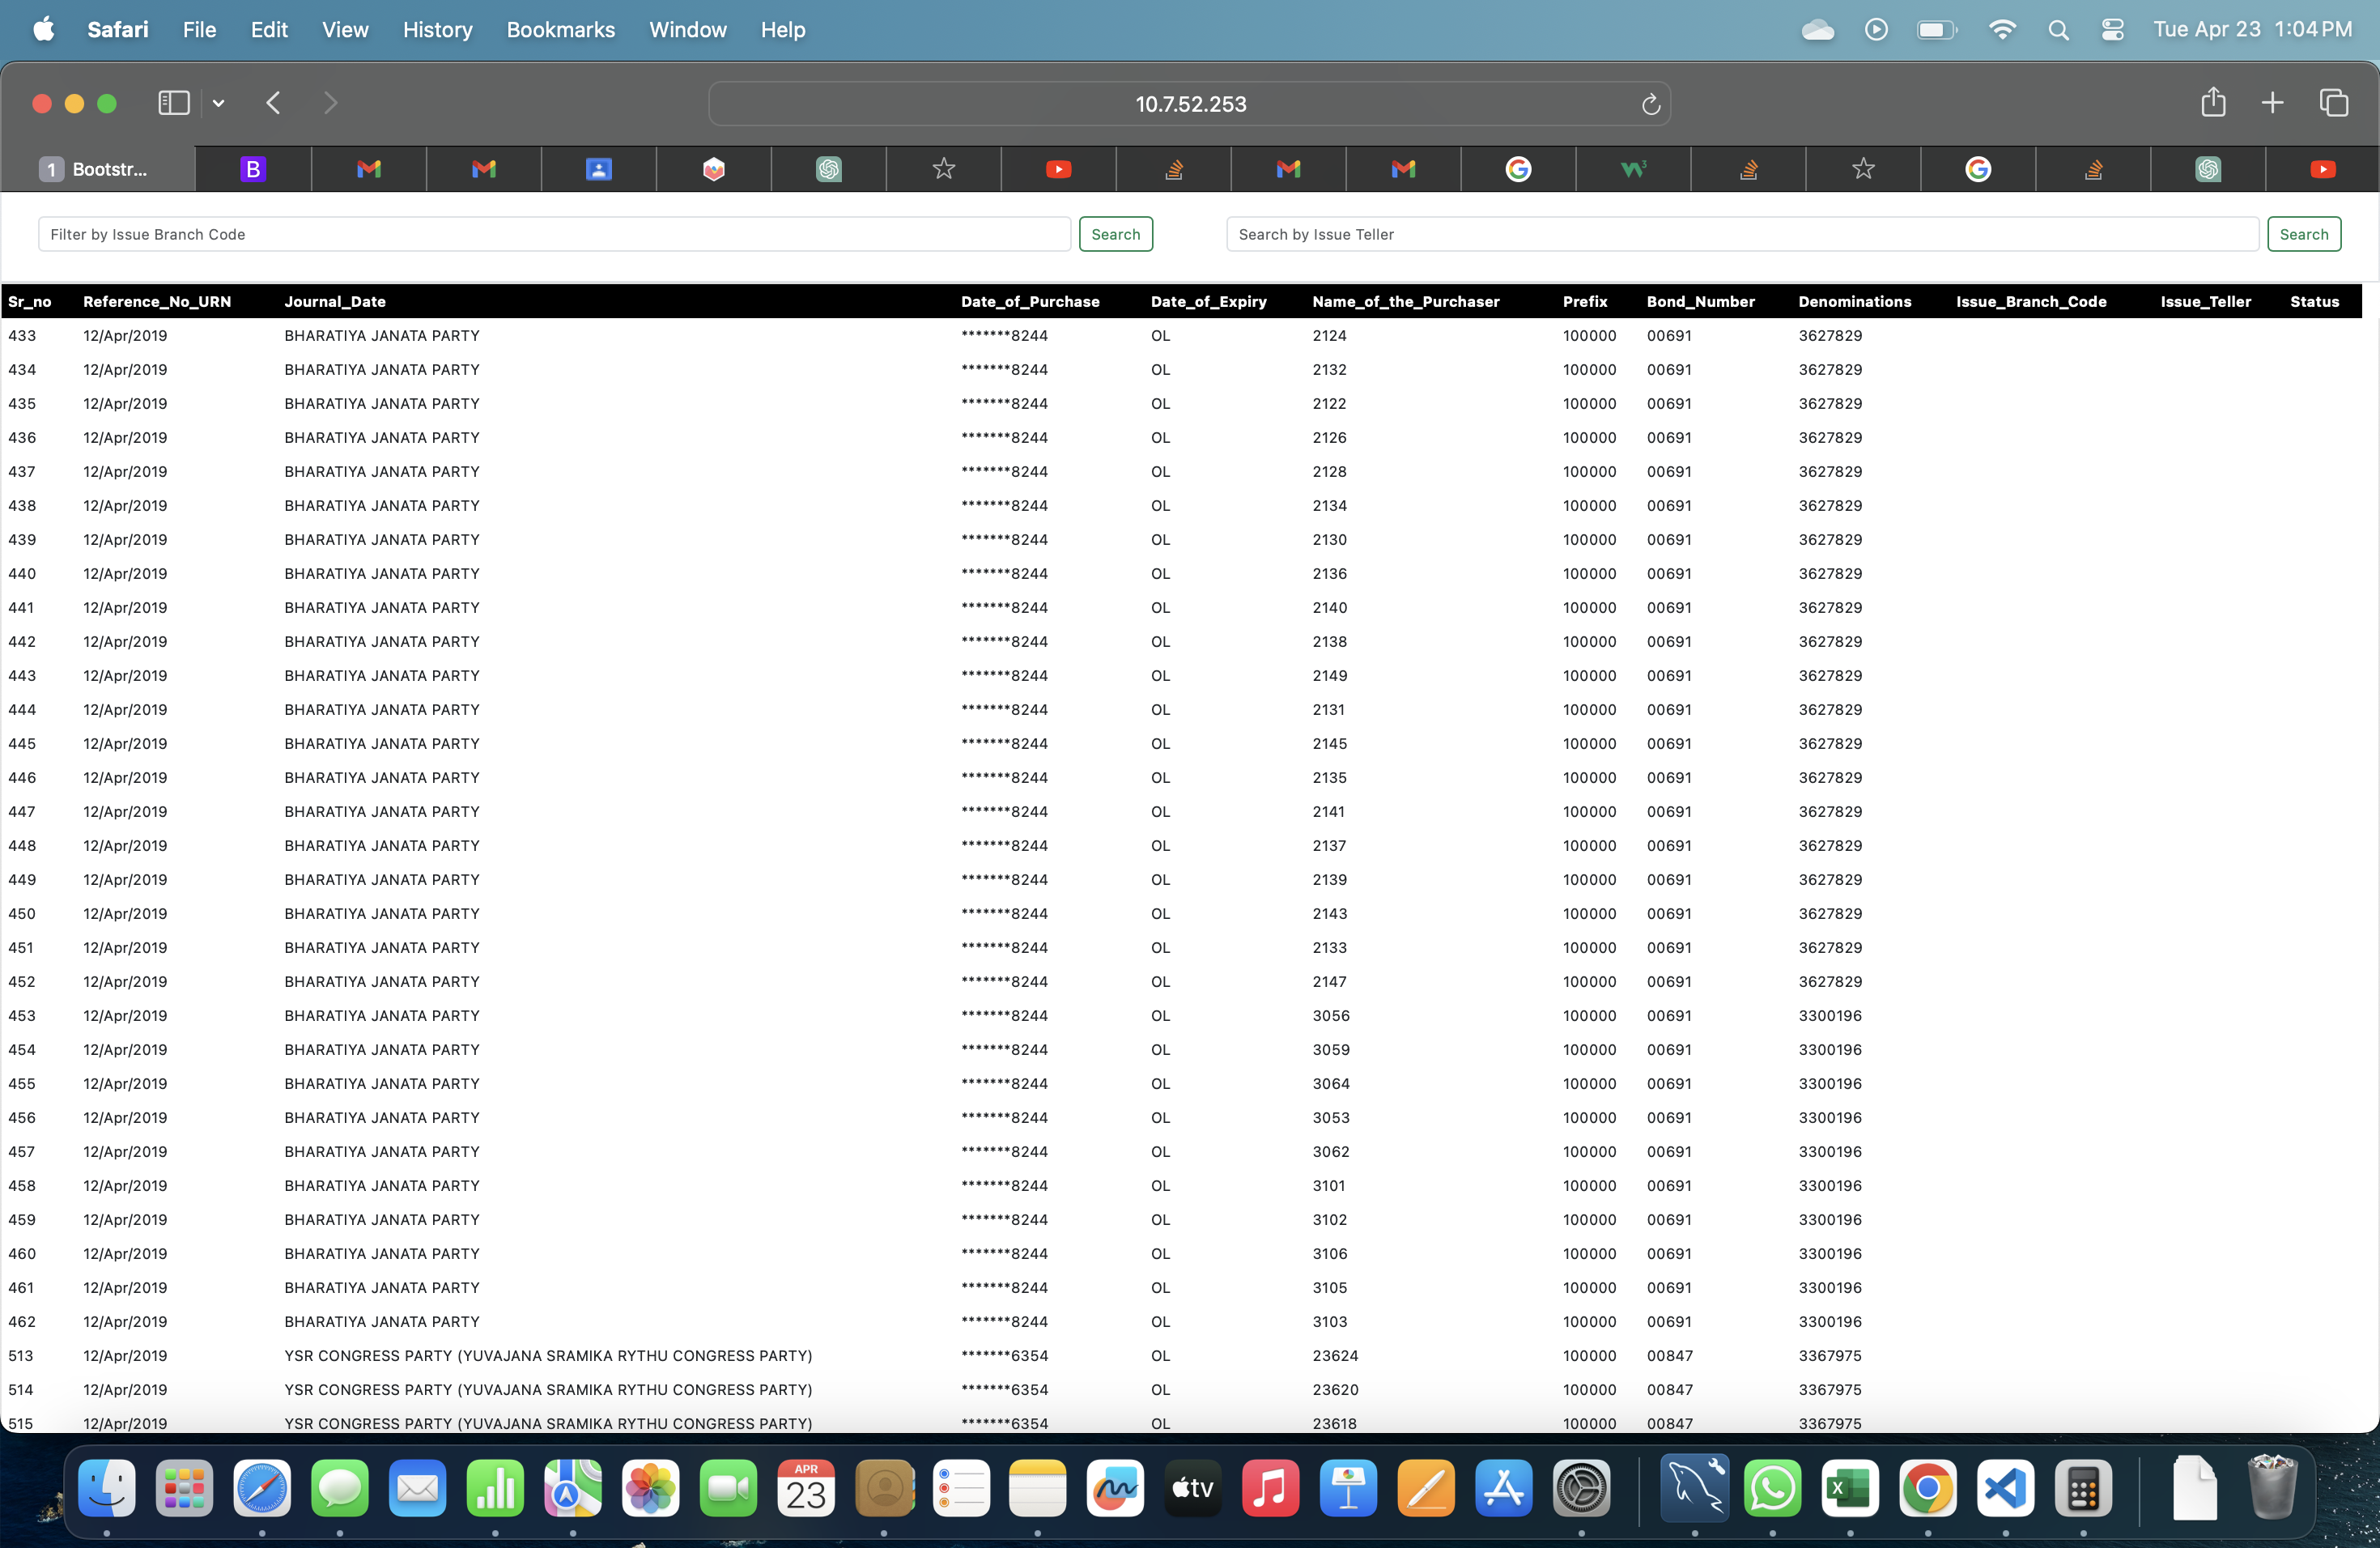 Safari File Edit View History Bookmarks Window Help Tue Apr 23 1:04 PM
10.7.52.253
1 Bootstr...
Filter by Issue Branch Code Search Search by Issue Teller Search
Sr_no Reference_No_URN Journal_Date Date_of_Purchase Date_of_Expiry Name_of_the_Purchaser Prefix Bond_Number Denominations Issue_Branch_Code Issue_Teller Status
433 12/Apr/2019 BHARATIYA JANATA PARTY *******8244 OL 2124 100000 00691 3627829
434 12/Apr/2019 BHARATIYA JANATA PARTY *******8244 OL 2132 100000 00691 3627829
435 12/Apr/2019 BHARATIYA JANATA PARTY *******8244 OL 2122 100000 00691 3627829
436 12/Apr/2019 BHARATIYA JANATA PARTY *******8244 OL 2126 100000 00691 3627829
437 12/Apr/2019 BHARATIYA JANATA PARTY *******8244 OL 2128 100000 00691 3627829
438 12/Apr/2019 BHARATIYA JANATA PARTY *******8244 OL 2134 100000 00691 3627829
439 12/Apr/2019 BHARATIYA JANATA PARTY *******8244 OL 2130 100000 00691 3627829
440 12/Apr/2019 BHARATIYA JANATA PARTY *******8244 OL 2136 100000 00691 3627829
441 12/Apr/2019 BHARATIYA JANATA PARTY *******8244 OL 2140 100000 00691 3627829
442 12/Apr/2019 BHARATIYA JANATA PARTY *******8244 OL 2138 100000 00691 3627829
443 12/Apr/2019 BHARATIYA JANATA PARTY *******8244 OL 2149 100000 00691 3627829
444 12/Apr/2019 BHARATIYA JANATA PARTY *******8244 OL 2131 100000 00691 3627829
445 12/Apr/2019 BHARATIYA JANATA PARTY *******8244 OL 2145 100000 00691 3627829
446 12/Apr/2019 BHARATIYA JANATA PARTY *******8244 OL 2135 100000 00691 3627829
447 12/Apr/2019 BHARATIYA JANATA PARTY *******8244 OL 2141 100000 00691 3627829
448 12/Apr/2019 BHARATIYA JANATA PARTY *******8244 OL 2137 100000 00691 3627829
449 12/Apr/2019 BHARATIYA JANATA PARTY *******8244 OL 2139 100000 00691 3627829
450 12/Apr/2019 BHARATIYA JANATA PARTY *******8244 OL 2143 100000 00691 3627829
451 12/Apr/2019 BHARATIYA JANATA PARTY *******8244 OL 2133 100000 00691 3627829
452 12/Apr/2019 BHARATIYA JANATA PARTY *******8244 OL 2147 100000 00691 3627829
453 12/Apr/2019 BHARATIYA JANATA PARTY *******8244 OL 3056 100000 00691 3300196
454 12/Apr/2019 BHARATIYA JANATA PARTY *******8244 OL 3059 100000 00691 3300196
455 12/Apr/2019 BHARATIYA JANATA PARTY *******8244 OL 3064 100000 00691 3300196
456 12/Apr/2019 BHARATIYA JANATA PARTY *******8244 OL 3053 100000 00691 3300196
457 12/Apr/2019 BHARATIYA JANATA PARTY *******8244 OL 3062 100000 00691 3300196
458 12/Apr/2019 BHARATIYA JANATA PARTY *******8244 OL 3101 100000 00691 3300196
459 12/Apr/2019 BHARATIYA JANATA PARTY *******8244 OL 3102 100000 00691 3300196
460 12/Apr/2019 BHARATIYA JANATA PARTY *******8244 OL 3106 100000 00691 3300196
461 12/Apr/2019 BHARATIYA JANATA PARTY *******8244 OL 3105 100000 00691 3300196
462 12/Apr/2019 BHARATIYA JANATA PARTY *******8244 OL 3103 100000 00691 3300196
513 12/Apr/2019 YSR CONGRESS PARTY (YUVAJANA SRAMIKA RYTHU CONGRESS PARTY) *******6354 OL 23624 100000 00847 3367975
514 12/Apr/2019 YSR CONGRESS PARTY (YUVAJANA SRAMIKA RYTHU CONGRESS PARTY) *******6354 OL 23620 100000 00847 3367975
515 12/Apr/2019 YSR CONGRESS PARTY (YUVAJANA SRAMIKA RYTHU CONGRESS PARTY) *******6354 OL 23618 100000 00847 3367975
APR
23
tv